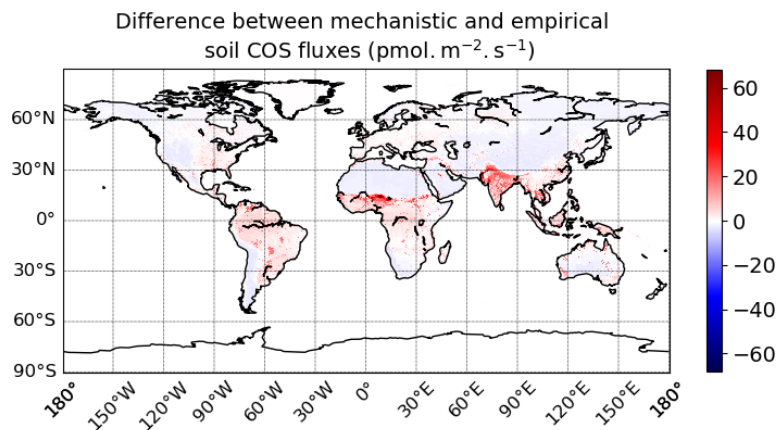 Difference between mechanistic and empirical
soil COS fluxes (pmol. m⁻². s⁻¹)
60°N
30°N
0°
30°S
60°S
90°S
180°
150°W
120°W
90°W
60°W
30°W
0°
30°E
60°E
90°E
120°E
150°E
180°
60
40
20
0
−20
−40
−60